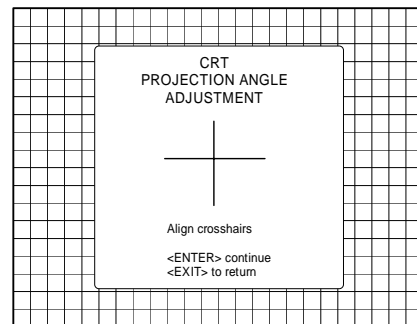 CRT
PROJECTION ANGLE
ADJUSTMENT
Align crosshairs
<ENTER> continue
<EXIT> to return